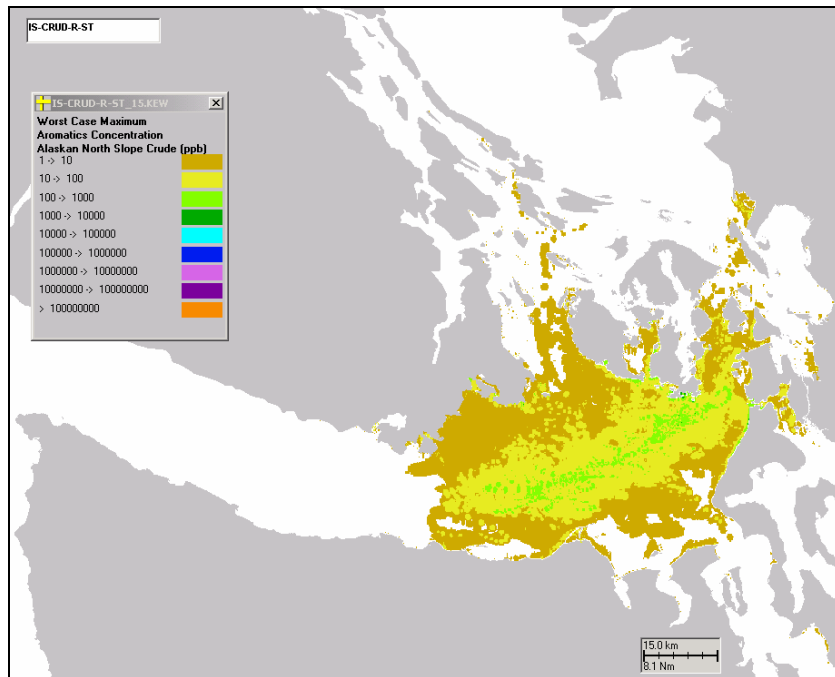 IS-CRUD-R-ST
IS-CRUD-R-ST_15.KEW
Worst Case Maximum
Aromatics Concentration
Alaskan North Slope Crude (ppb)
1 -> 10
10 -> 100
100 -> 1000
1000 -> 10000
10000 -> 100000
100000 -> 1000000
1000000 -> 10000000
10000000 -> 100000000
> 100000000
15.0 km
8.1 Nm